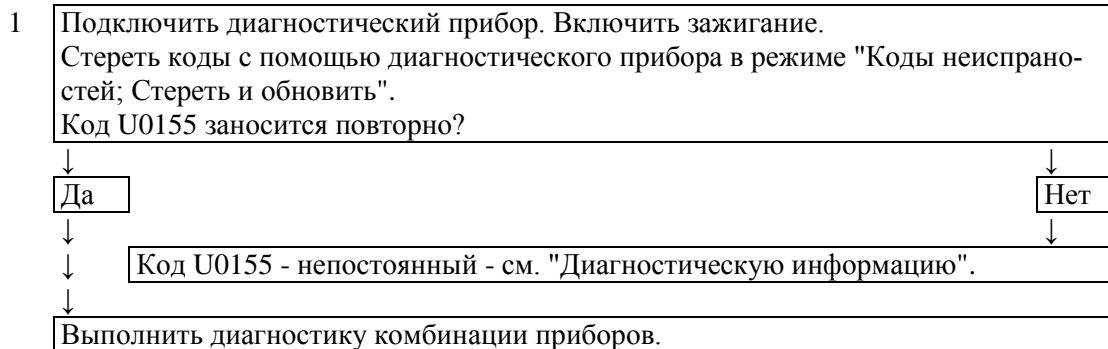 1 Подключить диагностический прибор. Включить зажигание.
Стереть коды с помощью диагностического прибора в режиме "Коды неиспрано-
стей; Стереть и обновить".
Код U0155 заносится повторно?
↓ ↓
Да Нет
↓ ↓
↓ Код U0155 - непостоянный - см. "Диагностическую информацию".
↓
Выполнить диагностику комбинации приборов.